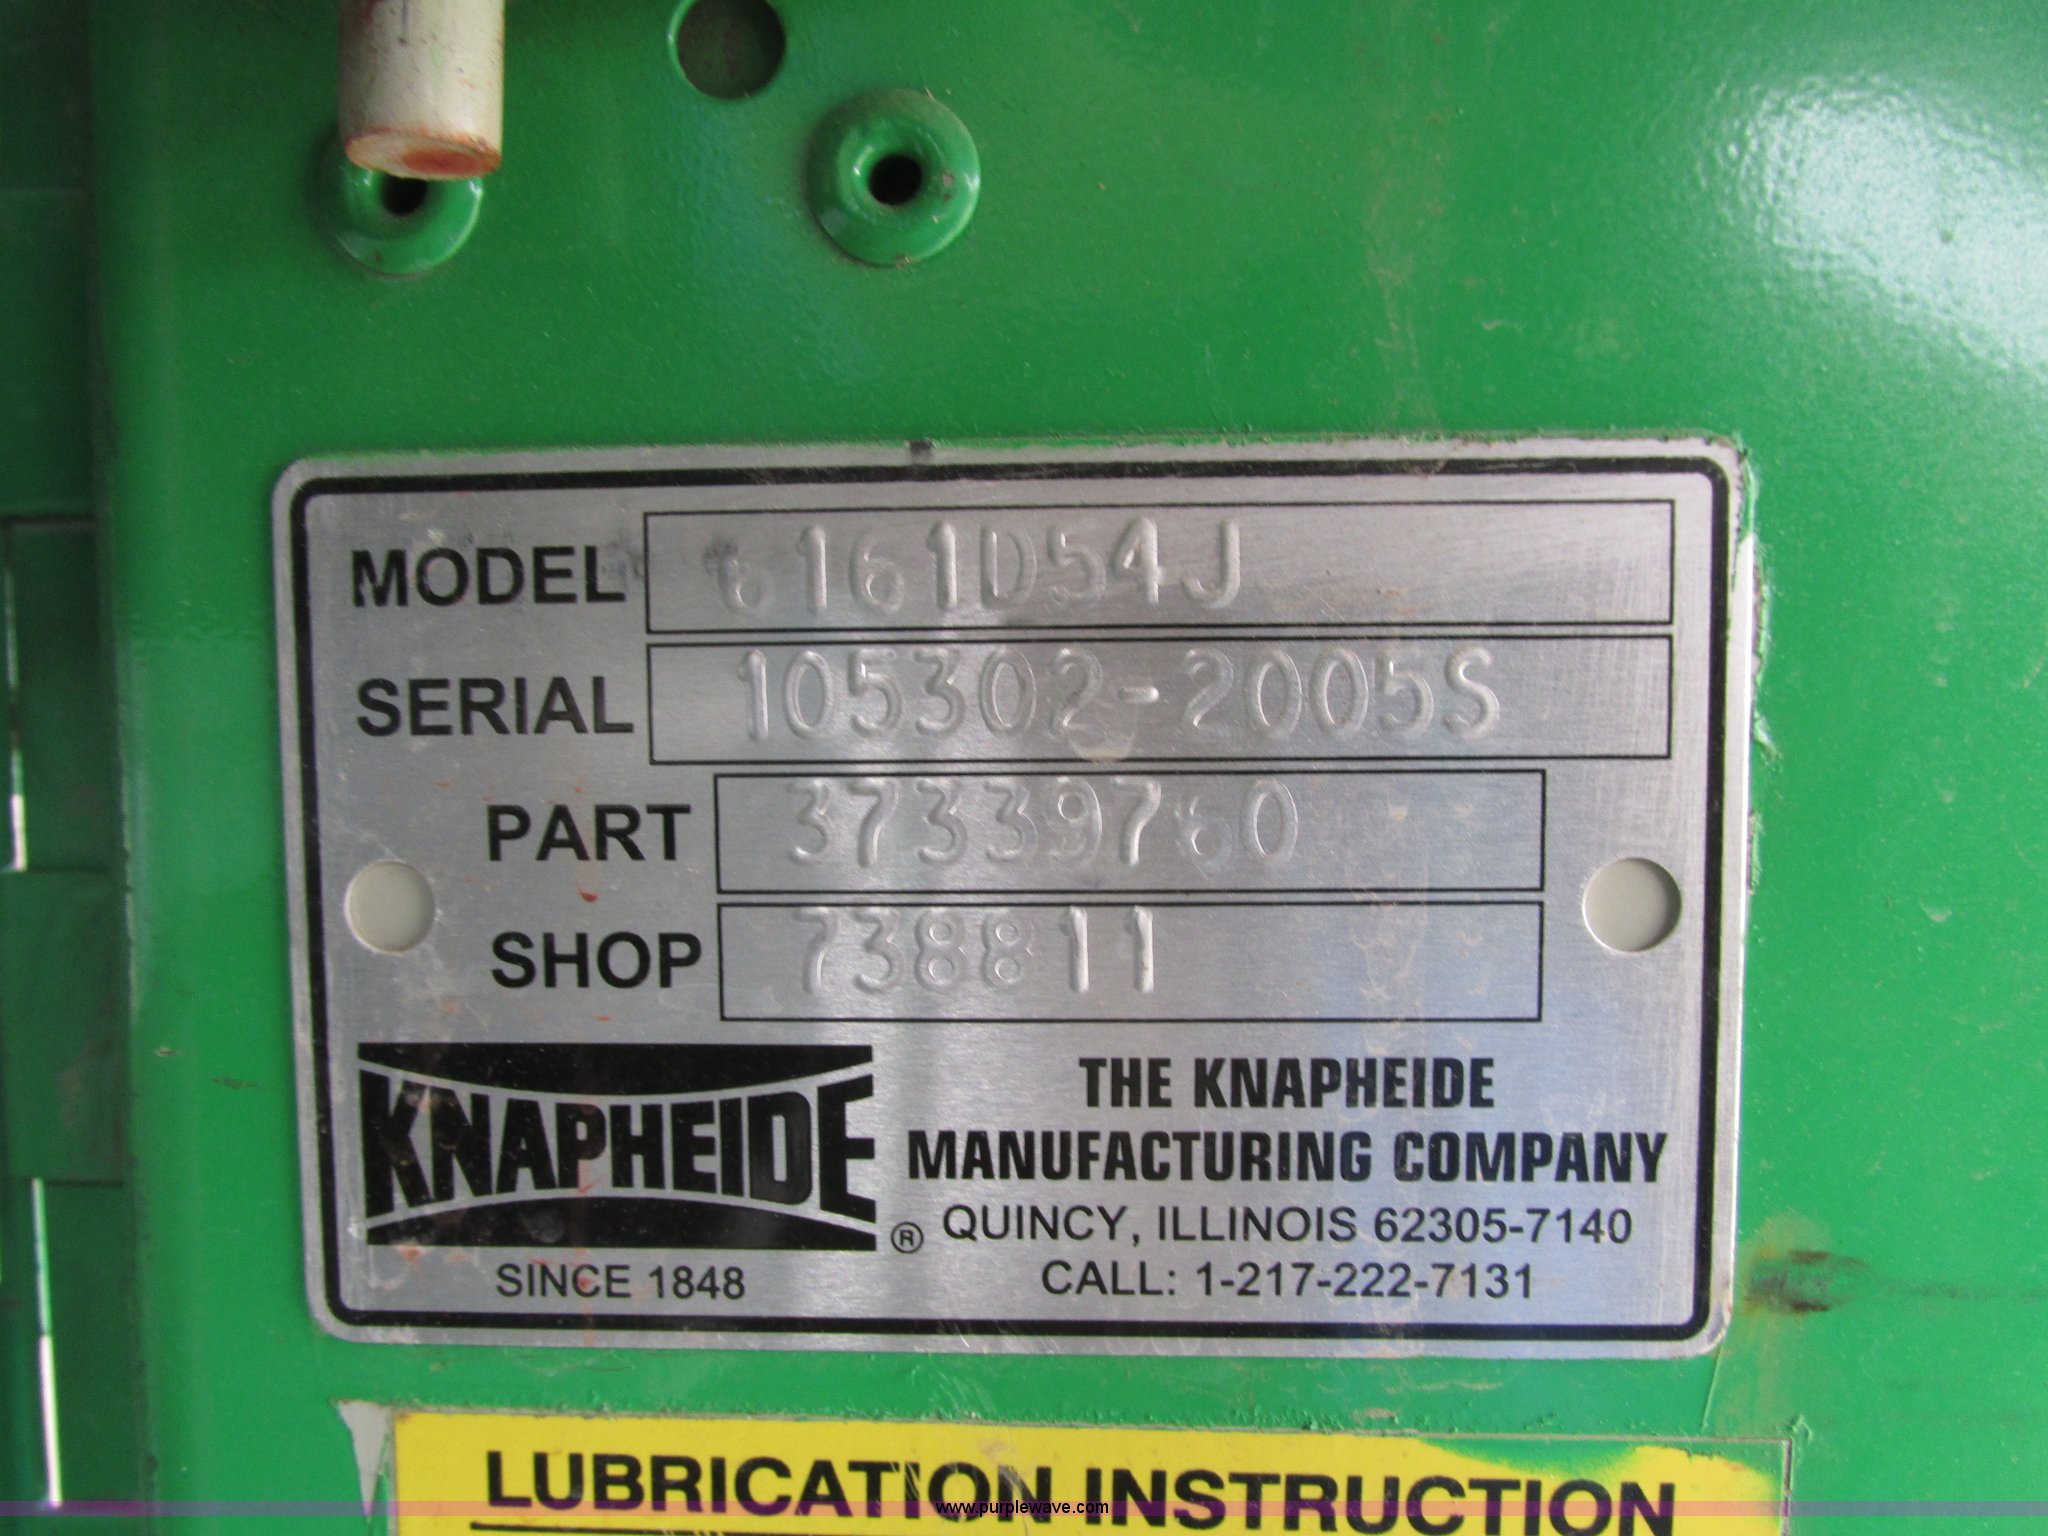 MODEL 6161D54J
SERIAL 105302-2005S
PART 37339760
SHOP 738811
KNAPHEIDE ®
SINCE 1848
THE KNAPHEIDE
MANUFACTURING COMPANY
QUINCY, ILLINOIS 62305-7140
CALL: 1-217-222-7131
LUBRICATION INSTRUCTION
www.purplewave.com